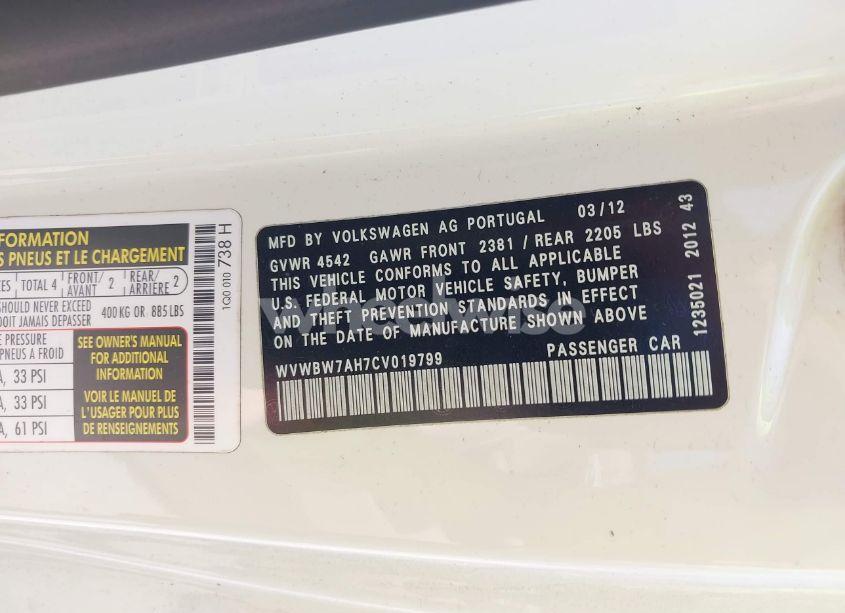 FORMATION
S PNEUS ET LE CHARGEMENT
CES TOTAL 4 FRONT/AVANT 2 REAR/ARRIÈRE 2
SHOULD NEVER EXCEED
DOIT JAMAIS DÉPASSER
400 KG OR 885 LBS
E PRESSURE
PNEUS A FROID
A, 33 PSI
A, 33 PSI
A, 61 PSI
SEE OWNER'S MANUAL
FOR ADDITIONAL
INFORMATION
VOIR LE MANUEL DE
L'USAGER POUR PLUS
DE RENSEIGNEMENTS
1Q0 010 738 H
MFD BY VOLKSWAGEN AG PORTUGAL 03/12
GVWR 4542 GAWR FRONT 2381 / REAR 2205 LBS
THIS VEHICLE CONFORMS TO ALL APPLICABLE
U.S. FEDERAL MOTOR VEHICLE SAFETY, BUMPER
AND THEFT PREVENTION STANDARDS IN EFFECT
ON THE DATE OF MANUFACTURE SHOWN ABOVE
WVWBW7AH7CV019799 PASSENGER CAR
1235021 2012 43